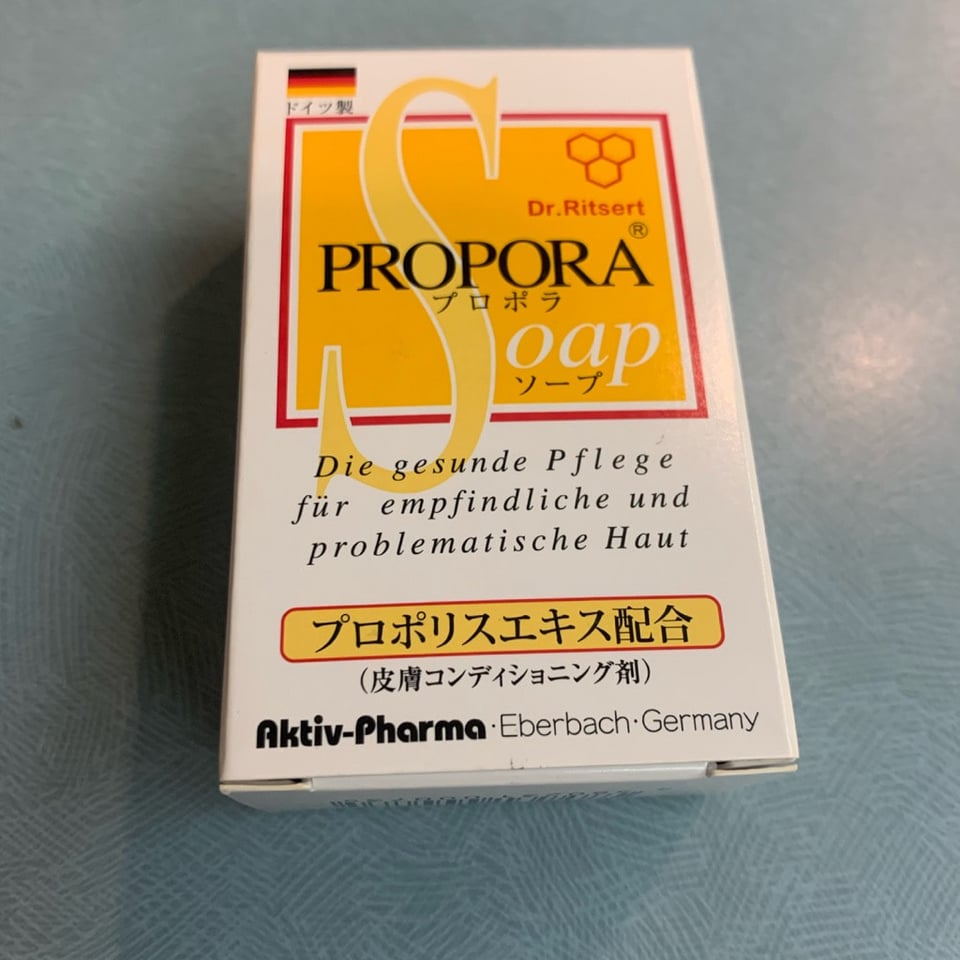 ドイツ製
Dr.Ritsert
PROPORA®
プロポラ
Soap
ソープ
Die gesunde Pflege
für empfindliche und
problematische Haut
プロポリスエキス配合
(皮膚コンディショニング剤)
Aktiv-Pharma·Eberbach·Germany